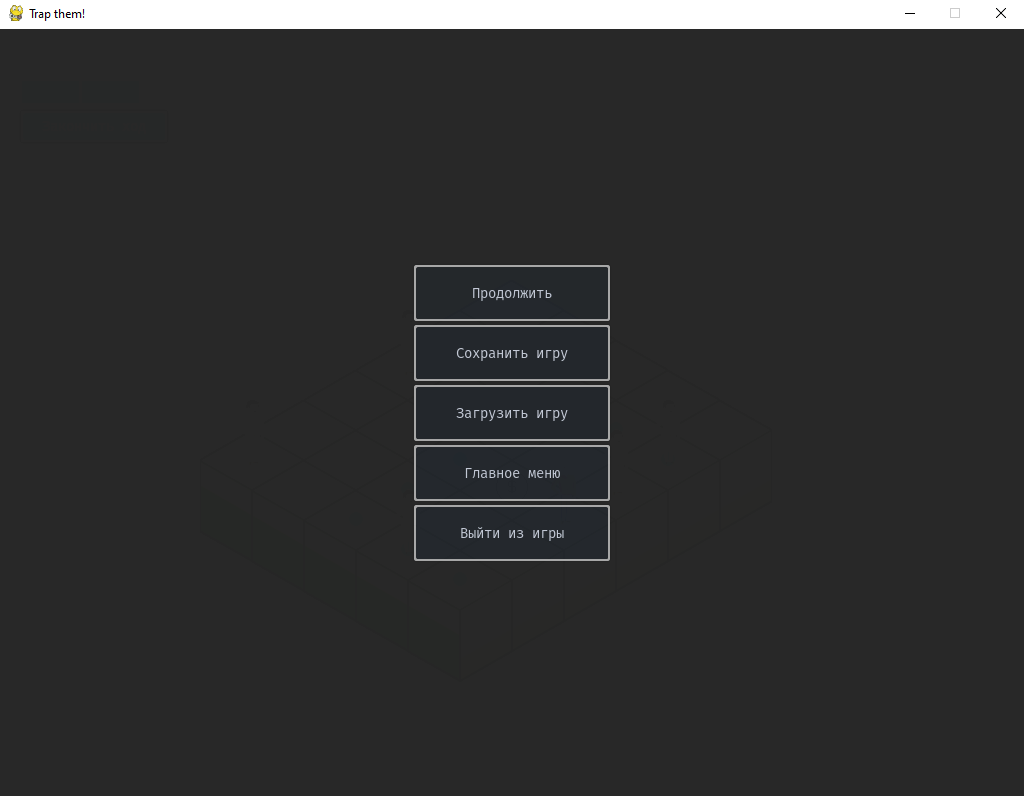 Trap them!
Продолжить
Сохранить игру
Загрузить игру
Главное меню
Выйти из игры